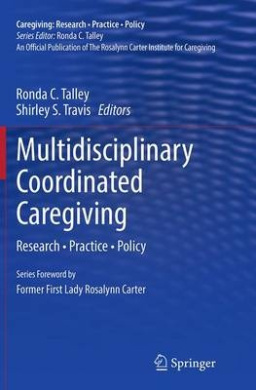 Caregiving: Research • Practice • Policy
Series Editor: Ronda C. Talley
An Official Publication of The Rosalynn Carter Institute for Caregiving
Ronda C. Talley
Shirley S. Travis Editors
Multidisciplinary
Coordinated
Caregiving
Research • Practice • Policy
Series Foreword by
Former First Lady Rosalynn Carter
Springer